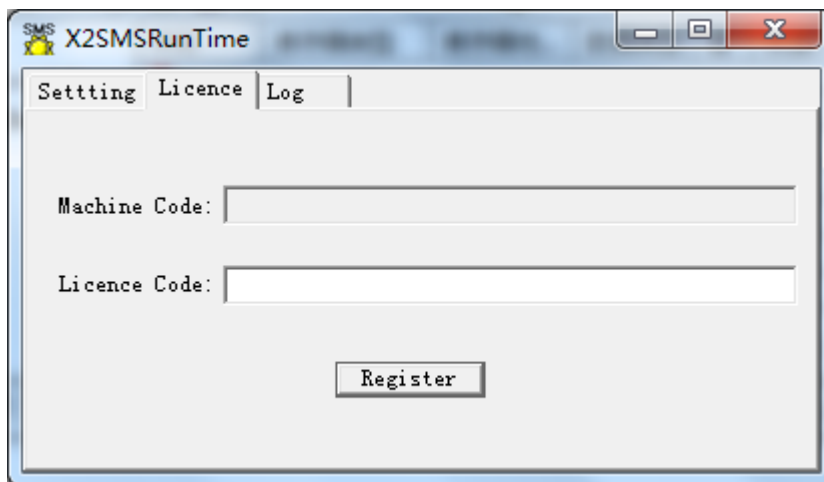 SMS
X2SMSRunTime
Settting Licence Log
Machine Code:
Licence Code:
Register